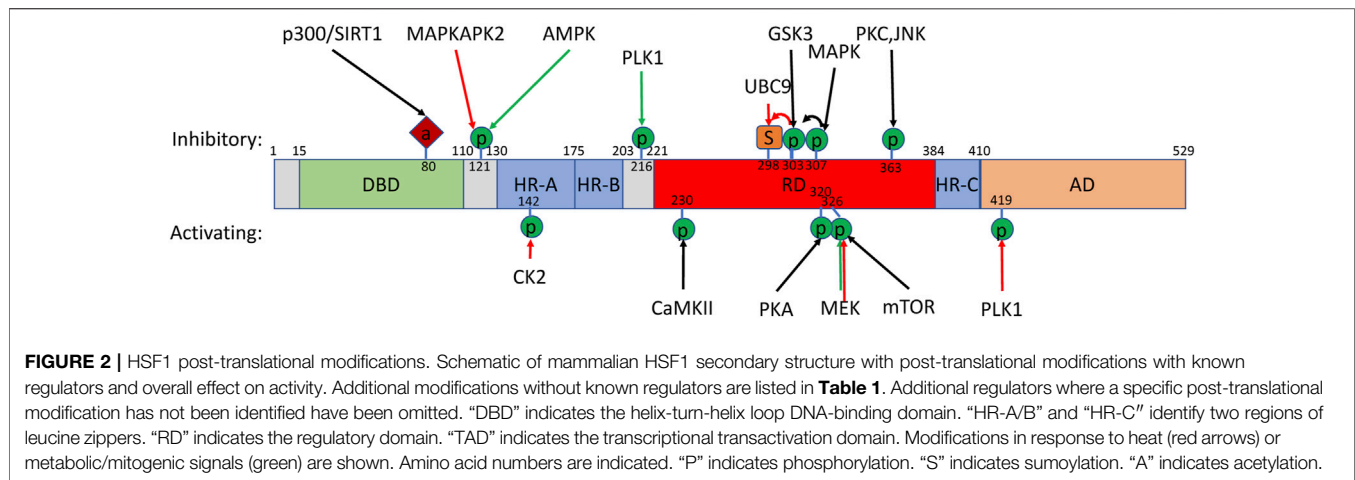 p300/SIRT1 MAPKAPK2 AMPK GSK3 PKC,JNK
PLK1 MAPK
UBC9
Inhibitory: a p p S p p p
1 15 110 130 175 203 221 384 410 529
80 121 216 298 303 307 363
DBD HR-A HR-B RD HR-C AD
142 230 320 326 419
Activating: p p p p p
CK2
CaMKII PKA MEK mTOR PLK1
FIGURE 2 | HSF1 post-translational modifications. Schematic of mammalian HSF1 secondary structure with post-translational modifications with known
regulators and overall effect on activity. Additional modifications without known regulators are listed in Table 1. Additional regulators where a specific post-translational
modification has not been identified have been omitted. “DBD” indicates the helix-turn-helix loop DNA-binding domain. “HR-A/B” and “HR-C″ identify two regions of
leucine zippers. “RD” indicates the regulatory domain. “TAD” indicates the transcriptional transactivation domain. Modifications in response to heat (red arrows) or
metabolic/mitogenic signals (green) are shown. Amino acid numbers are indicated. “P” indicates phosphorylation. “S” indicates sumoylation. “A” indicates acetylation.